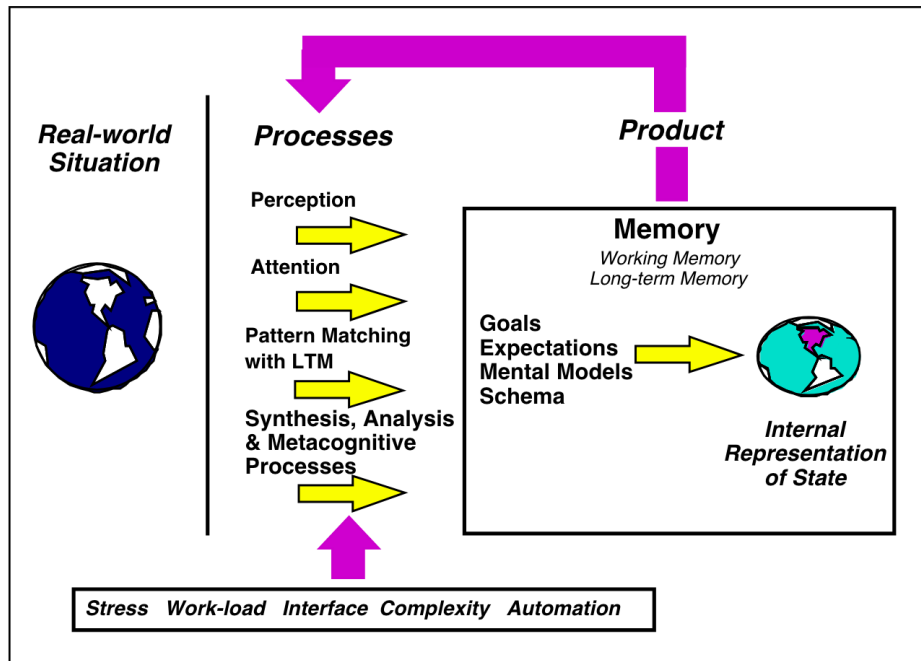 Real-world
Situation
Processes
Product
Perception
Attention
Pattern Matching
with LTM
Synthesis, Analysis
& Metacognitive
Processes
Memory
Working Memory
Long-term Memory
Goals
Expectations
Mental Models
Schema
Internal
Representation
of State
Stress Work-load Interface Complexity Automation